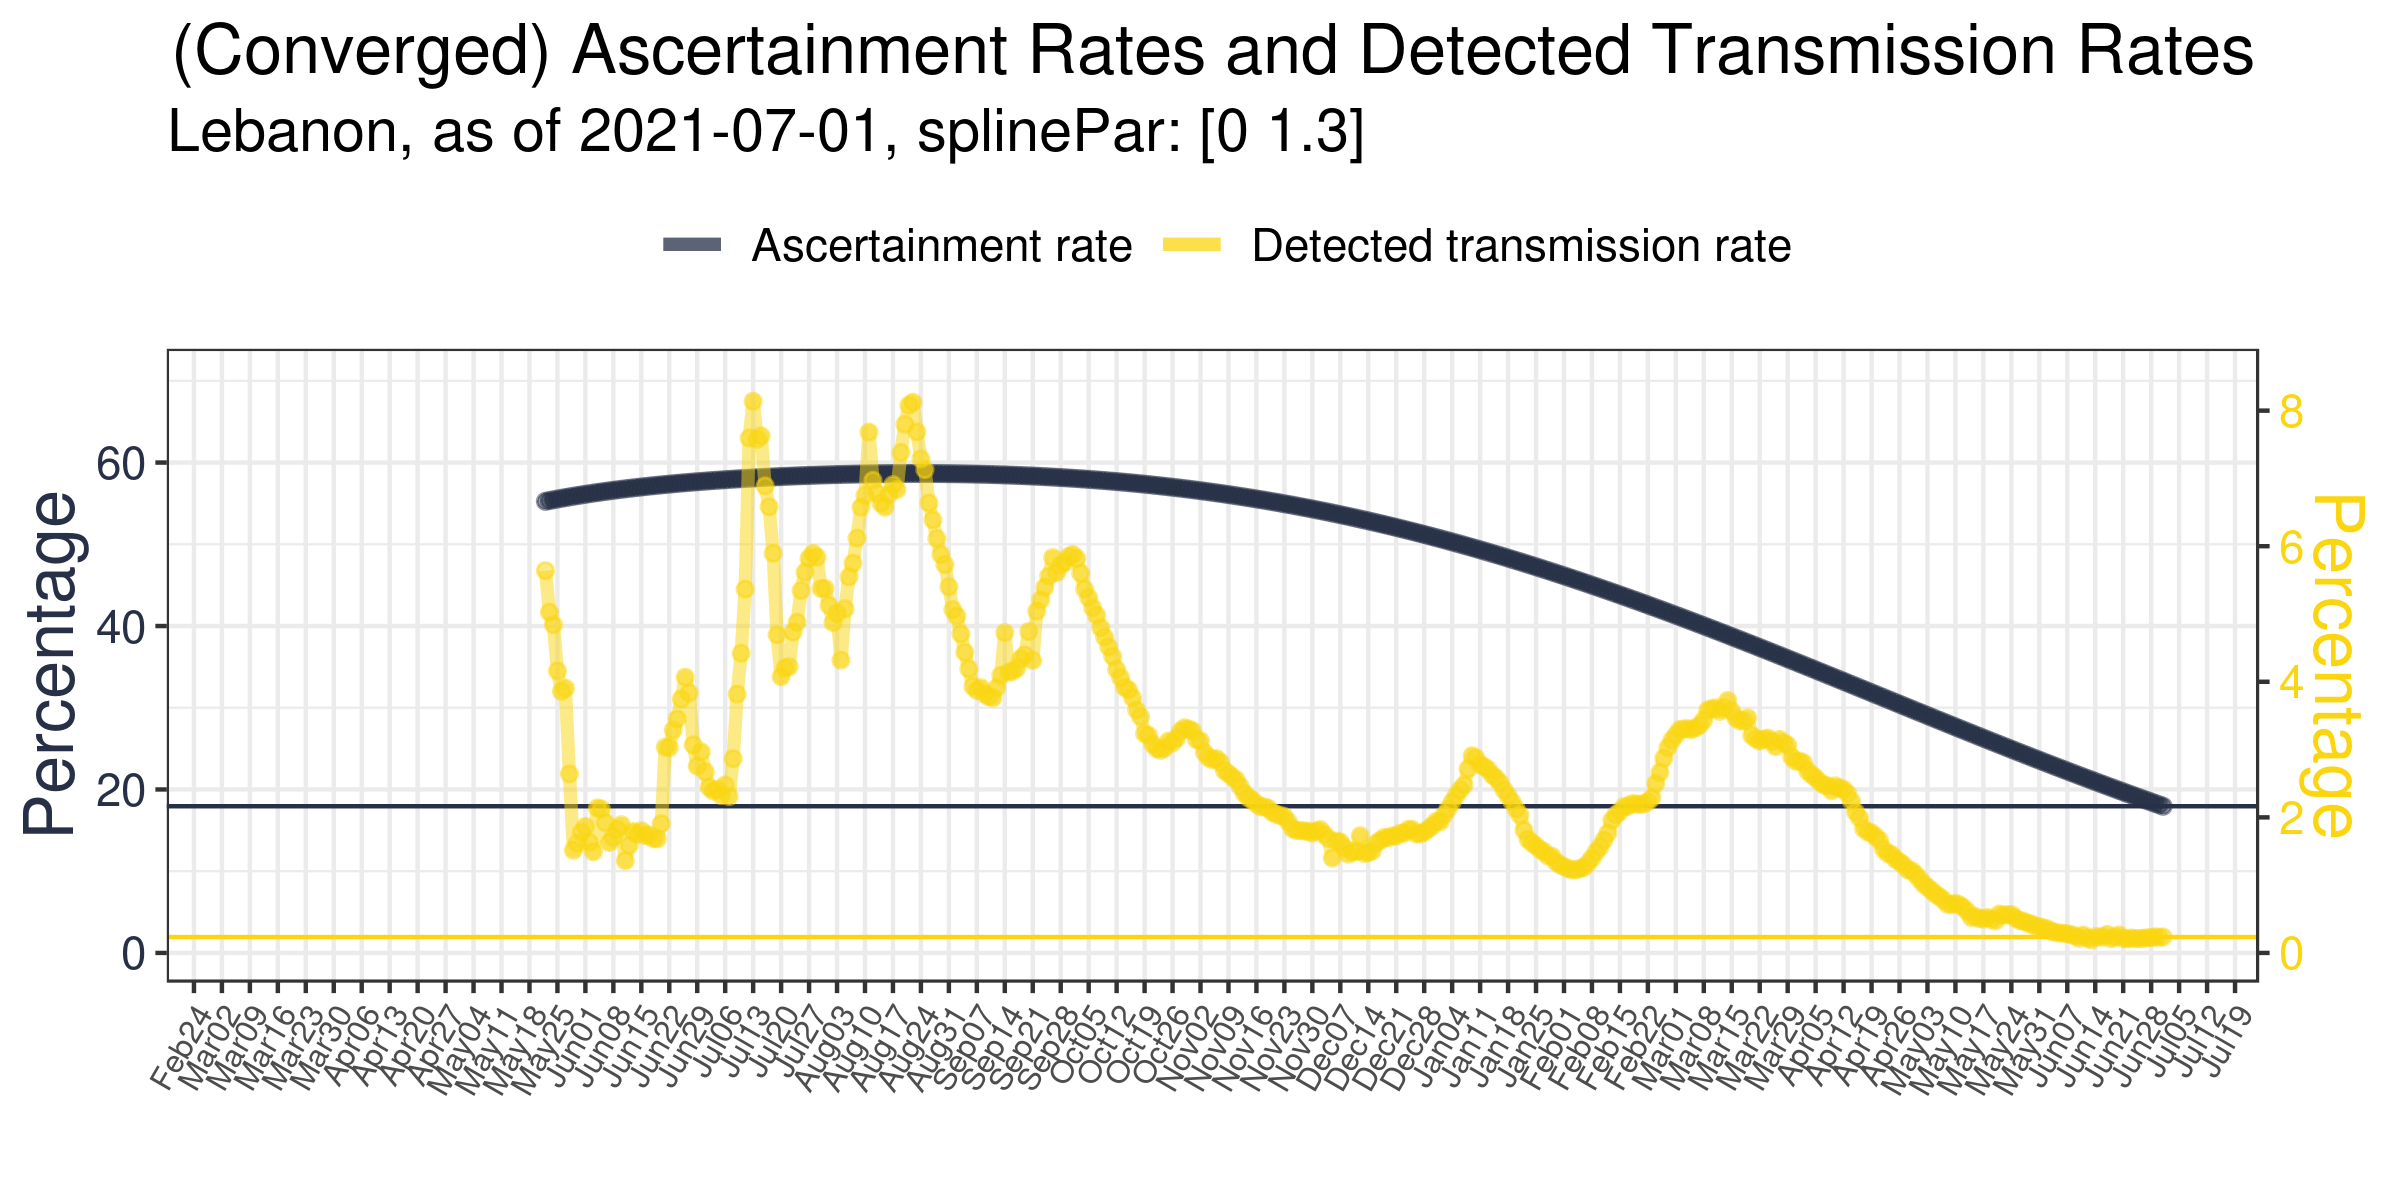 (Converged) Ascertainment Rates and Detected Transmission Rates
Lebanon, as of 2021-07-01, splinePar: [0 1.3]
Ascertainment rate Detected transmission rate
Percentage
60
40
20
0
8
6
4
2
0
Percentage
Feb24 Mar02 Mar09 Mar16 Mar23 Mar30 Apr06 Apr13 Apr20 Apr27 May04 May11 May18 May25 Jun01 Jun08 Jun15 Jun22 Jun29 Jul06 Jul13 Jul20 Jul27 Aug03 Aug10 Aug17 Aug24 Aug31 Sep07 Sep14 Sep21 Sep28 Oct05 Oct12 Oct19 Oct26 Nov02 Nov09 Nov16 Nov23 Nov30 Dec07 Dec14 Dec21 Dec28 Jan04 Jan11 Jan18 Jan25 Feb01 Feb08 Feb15 Feb22 Mar01 Mar08 Mar15 Mar22 Mar29 Apr05 Apr12 Apr19 Apr26 May03 May10 May17 May24 May31 Jun07 Jun14 Jun21 Jun28 Jul05 Jul12 Jul19